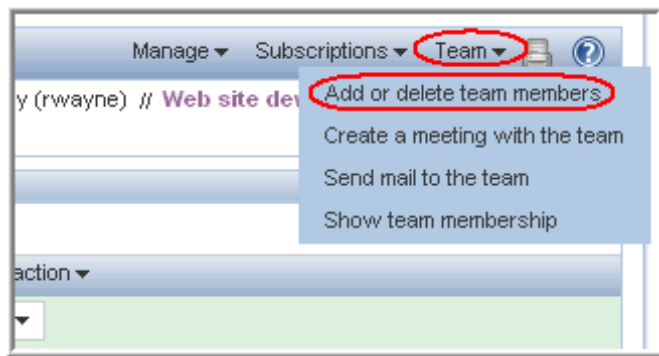 Manage Subscriptions Team ?
y (rwayne) // Web site dev
Add or delete team members
Create a meeting with the team
Send mail to the team
Show team membership
action